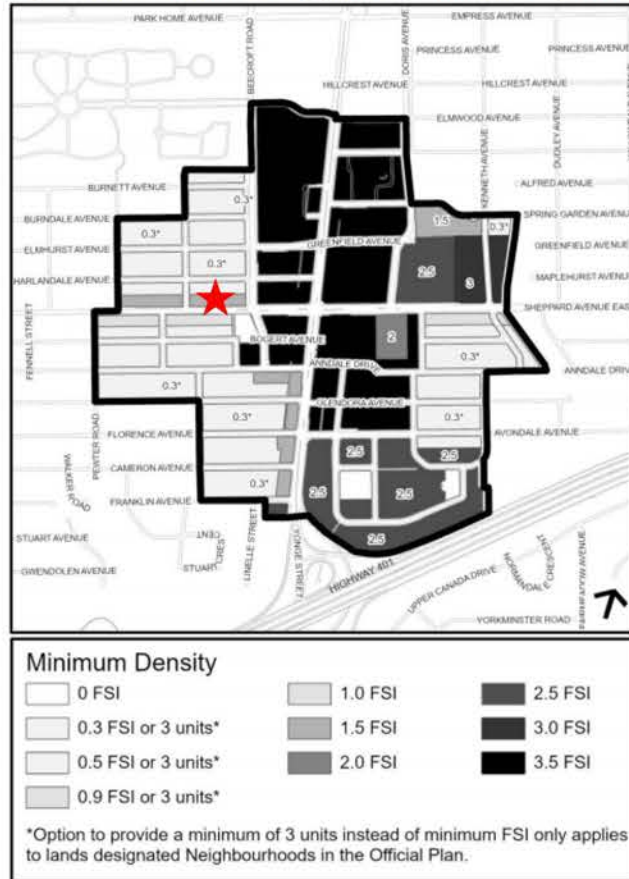 PARK HOME AVENUE
EMPRESS AVENUE
BEECROFT ROAD
DORIS AVENUE
PRINCESS AVENUE
PRINCESS AVENUE
HILLCREST AVENUE
HILLCREST AVENUE
ELMWOOD AVENUE
KENNETH AVENUE
DUDLEY AVENUE
BURNETT AVENUE
ALFRED AVENUE
0.3*
BURNDALE AVENUE
1.5
0.3*
SPRING GARDEN AVENUE
0.3*
ELMHURST AVENUE
GREENFIELD AVENUE
GREENFIELD AVENUE
0.3*
2.5
3
HARLANDALE AVENUE
MAPLEHURST AVENUE
SHEPPARD AVENUE EAST
FENNELL STREET
BOGERT AVENUE
2
0.3*
0.3*
ANNDALE DRIVE
ANNDALE DRIVE
0.3*
GLENDORA AVENUE
0.3*
0.3*
FLORENCE AVENUE
AVONDALE AVENUE
PEWTER ROAD
2.5
2.5
WALKER ROAD
CAMERON AVENUE
0.3*
2.5
2.5
FRANKLIN AVENUE
STUART AVENUE
2.5
STUART CRESCENT
LINELLE STREET
YONGE STREET
GWENDOLEN AVENUE
HIGHWAY 401
UPPER CANADA DRIVE
NORMANDALE CRESCENT
YORKMINSTER ROAD
Minimum Density
0 FSI
1.0 FSI
2.5 FSI
0.3 FSI or 3 units*
1.5 FSI
3.0 FSI
0.5 FSI or 3 units*
2.0 FSI
3.5 FSI
0.9 FSI or 3 units*
*Option to provide a minimum of 3 units instead of minimum FSI only applies
to lands designated Neighbourhoods in the Official Plan.